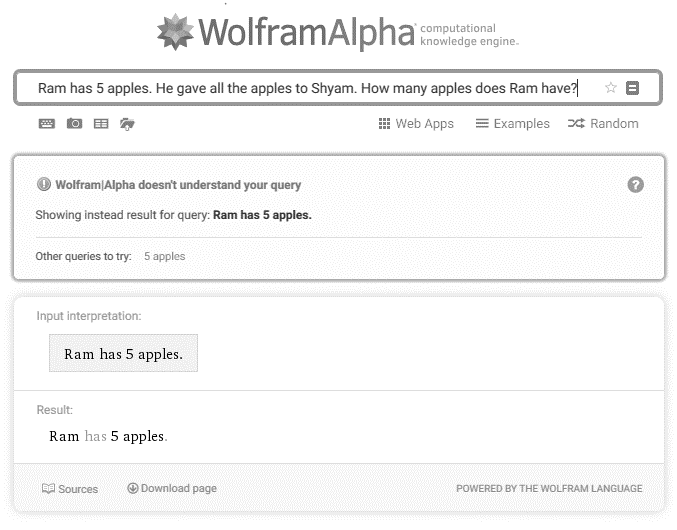 WolframAlpha computational
knowledge engine.
Ram has 5 apples. He gave all the apples to Shyam. How many apples does Ram have?
Web Apps Examples Random
Wolfram|Alpha doesn't understand your query
Showing instead result for query: Ram has 5 apples.
Other queries to try: 5 apples
Input interpretation:
Ram has 5 apples.
Result:
Ram has 5 apples.
Sources Download page POWERED BY THE WOLFRAM LANGUAGE